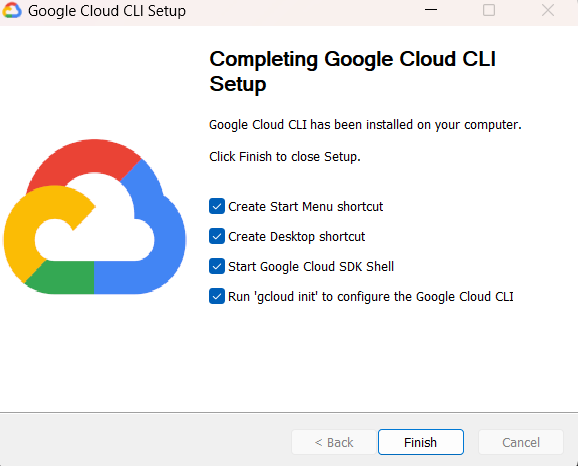 Google Cloud CLI Setup
Completing Google Cloud CLI
Setup
Google Cloud CLI has been installed on your computer.
Click Finish to close Setup.
Create Start Menu shortcut
Create Desktop shortcut
Start Google Cloud SDK Shell
Run 'gcloud init' to configure the Google Cloud CLI
< Back
Finish
Cancel